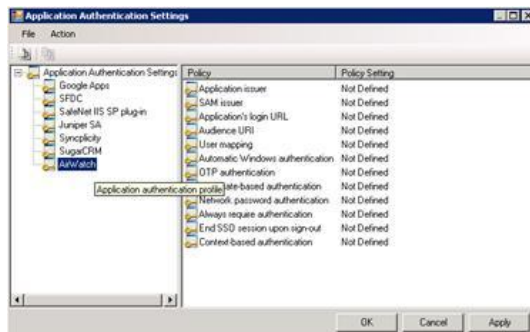 Application Authentication Settings
File Action
Application Authentication Settings
Google Apps
SFDC
SafeNet IIS SP plug-in
Juniper SA
Syncplicity
SugarCRM
AirWatch
Application authentication profile
Policy Policy Setting
Application issuer Not Defined
SAM issuer Not Defined
Application's login URL Not Defined
Audience URI Not Defined
User mapping Not Defined
Automatic Windows authentication Not Defined
OTP authentication Not Defined
ate-based authentication Not Defined
Network password authentication Not Defined
Always require authentication Not Defined
End SSO session upon sign-out Not Defined
Context-based authentication Not Defined
OK Cancel Apply